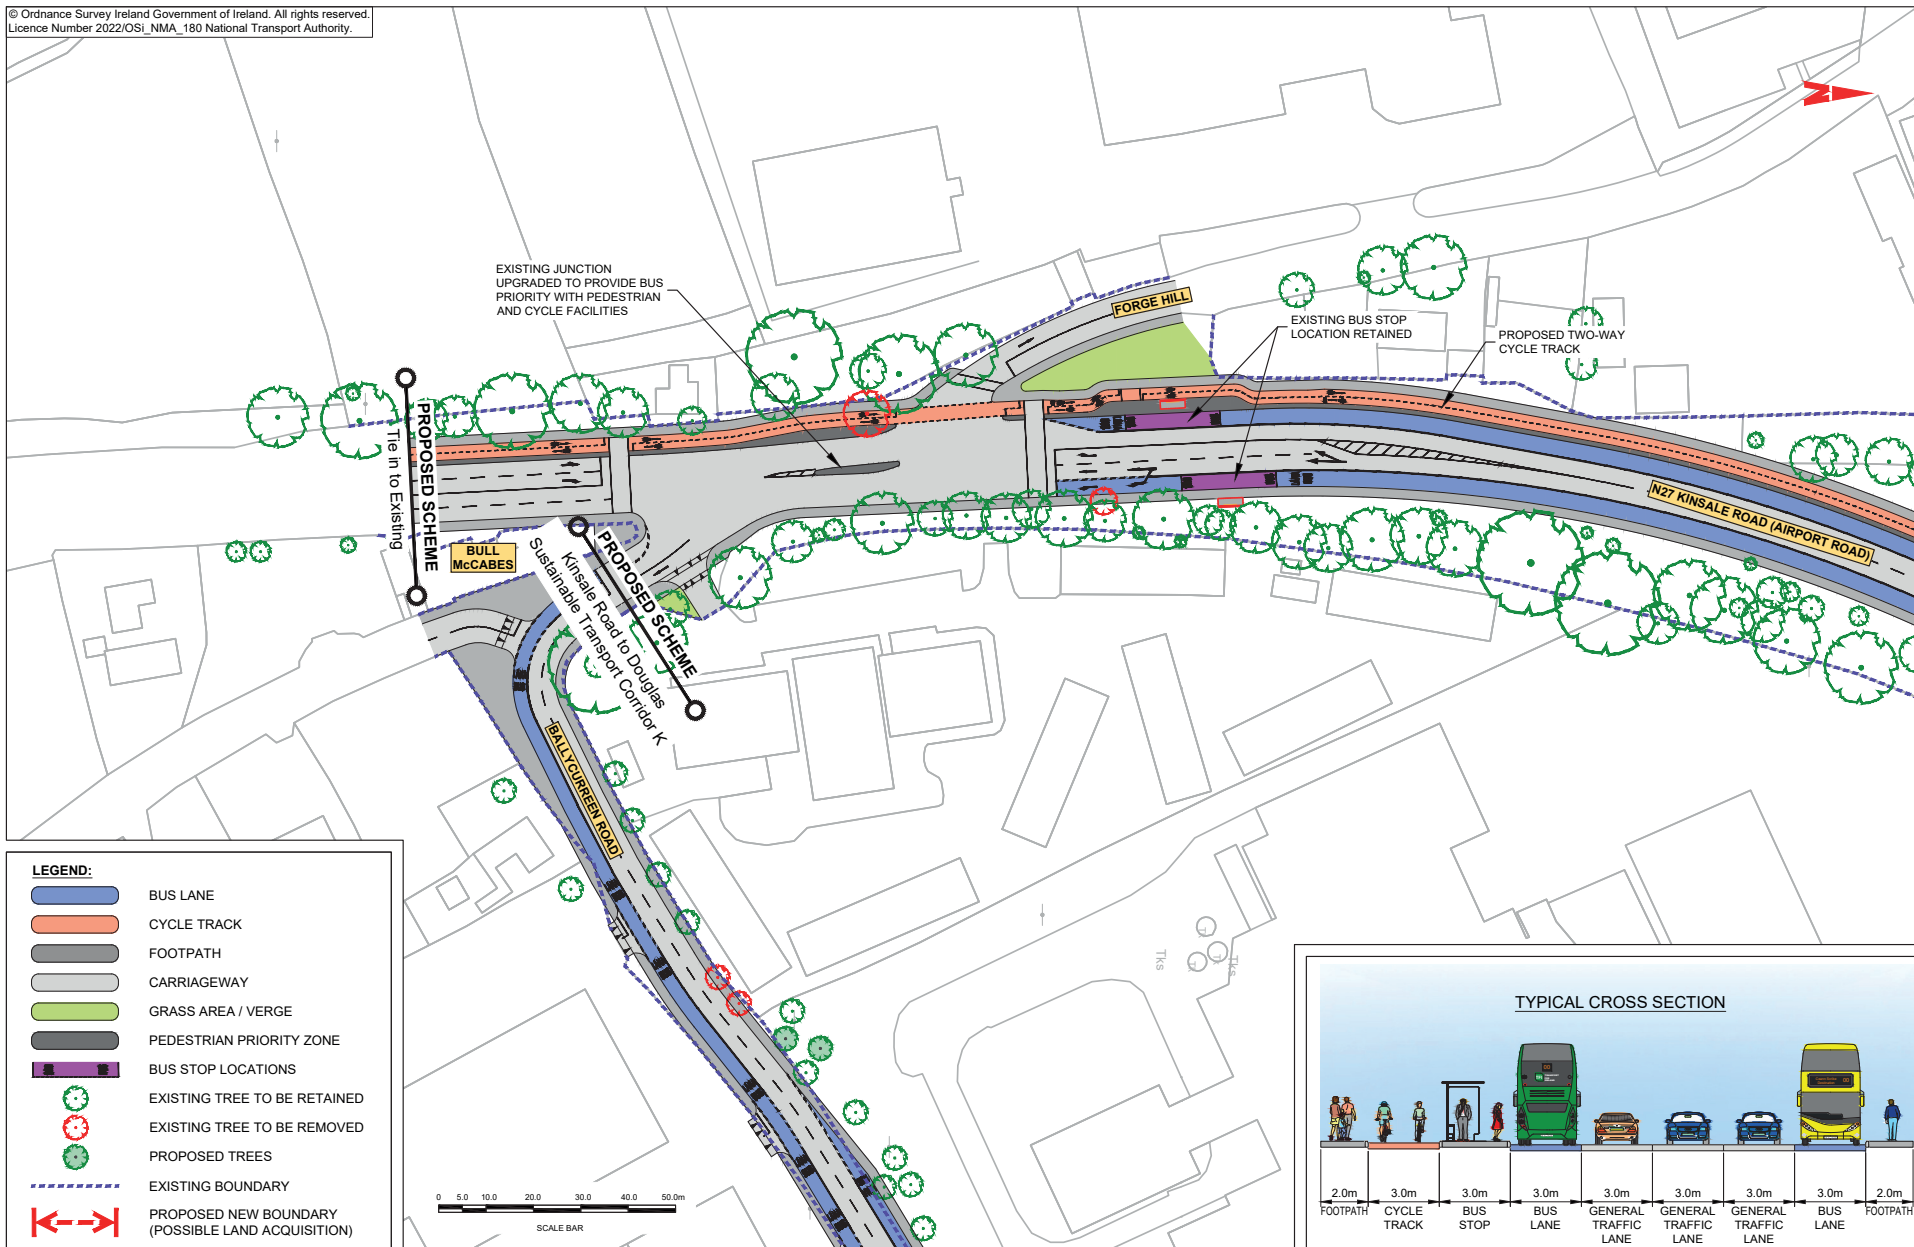 © Ordnance Survey Ireland Government of Ireland. All rights reserved.
Licence Number 2022/OSi_NMA_180 National Transport Authority.
N
EXISTING JUNCTION
UPGRADED TO PROVIDE BUS
PRIORITY WITH PEDESTRIAN
AND CYCLE FACILITIES
FORGE HILL
EXISTING BUS STOP
LOCATION RETAINED
PROPOSED TWO-WAY
CYCLE TRACK
PROPOSED SCHEME
Tie in to Existing
BULL
McCABES
PROPOSED SCHEME
Kinsale Road to Douglas
Sustainable Transport Corridor K
N27 KINSALE ROAD (AIRPORT ROAD)
BALLYCURREEN ROAD
Tks
Tks
LEGEND:
BUS LANE
CYCLE TRACK
FOOTPATH
CARRIAGEWAY
GRASS AREA / VERGE
PEDESTRIAN PRIORITY ZONE
BUS STOP LOCATIONS
EXISTING TREE TO BE RETAINED
EXISTING TREE TO BE REMOVED
PROPOSED TREES
EXISTING BOUNDARY
PROPOSED NEW BOUNDARY
(POSSIBLE LAND ACQUISITION)
0 5.0 10.0 20.0 30.0 40.0 50.0m
SCALE BAR
TYPICAL CROSS SECTION
2.0m 3.0m 3.0m 3.0m 3.0m 3.0m 3.0m 3.0m 2.0m
FOOTPATH CYCLE BUS BUS GENERAL GENERAL GENERAL BUS FOOTPATH
TRACK STOP LANE TRAFFIC TRAFFIC TRAFFIC LANE
LANE LANE LANE